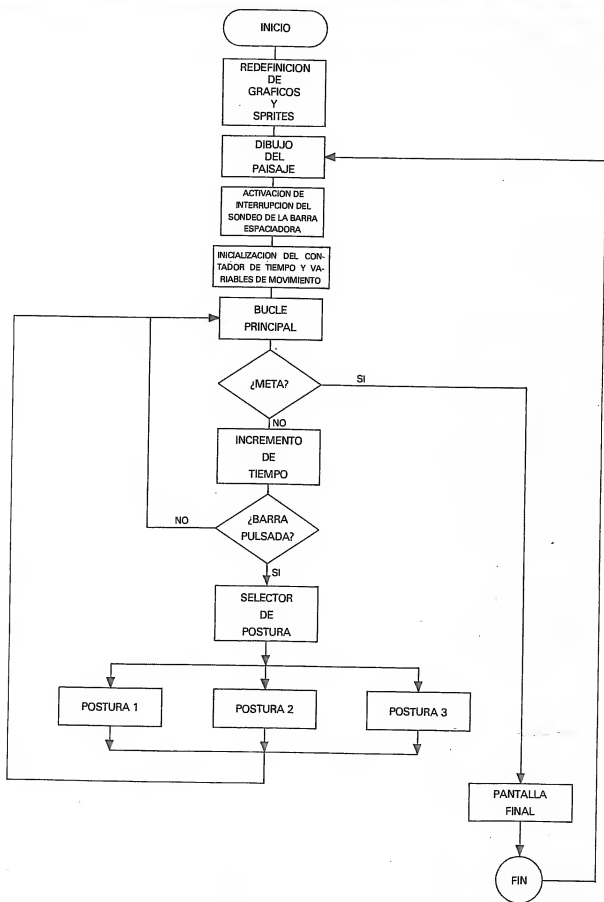 INICIO
REDEFINICION
DE
GRAFICOS
Y
SPRITES
DIBUJO
DEL
PAISAJE
ACTIVACION DE
INTERRUPCION DEL
SONDEO DE LA BARRA
ESPACIADORA
INICIALIZACION DEL CON-
TADOR DE TIEMPO Y VA-
RIABLES DE MOVIMIENTO
BUCLE
PRINCIPAL
¿META?
SI
NO
INCREMENTO
DE
TIEMPO
NO
¿BARRA
PULSADA?
SI
SELECTOR
DE
POSTURA
POSTURA 1
POSTURA 2
POSTURA 3
PANTALLA
FINAL
FIN